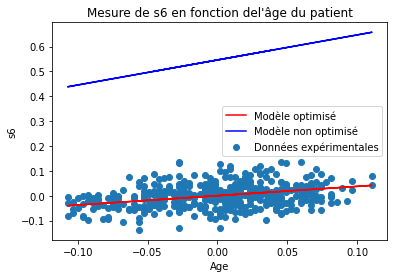 Mesure de s6 en fonction del'âge du patient
s6
0.6
0.5
0.4
0.3
0.2
0.1
0.0
−0.1
Modèle optimisé
Modèle non optimisé
Données expérimentales
−0.10
−0.05
0.00
0.05
0.10
Age